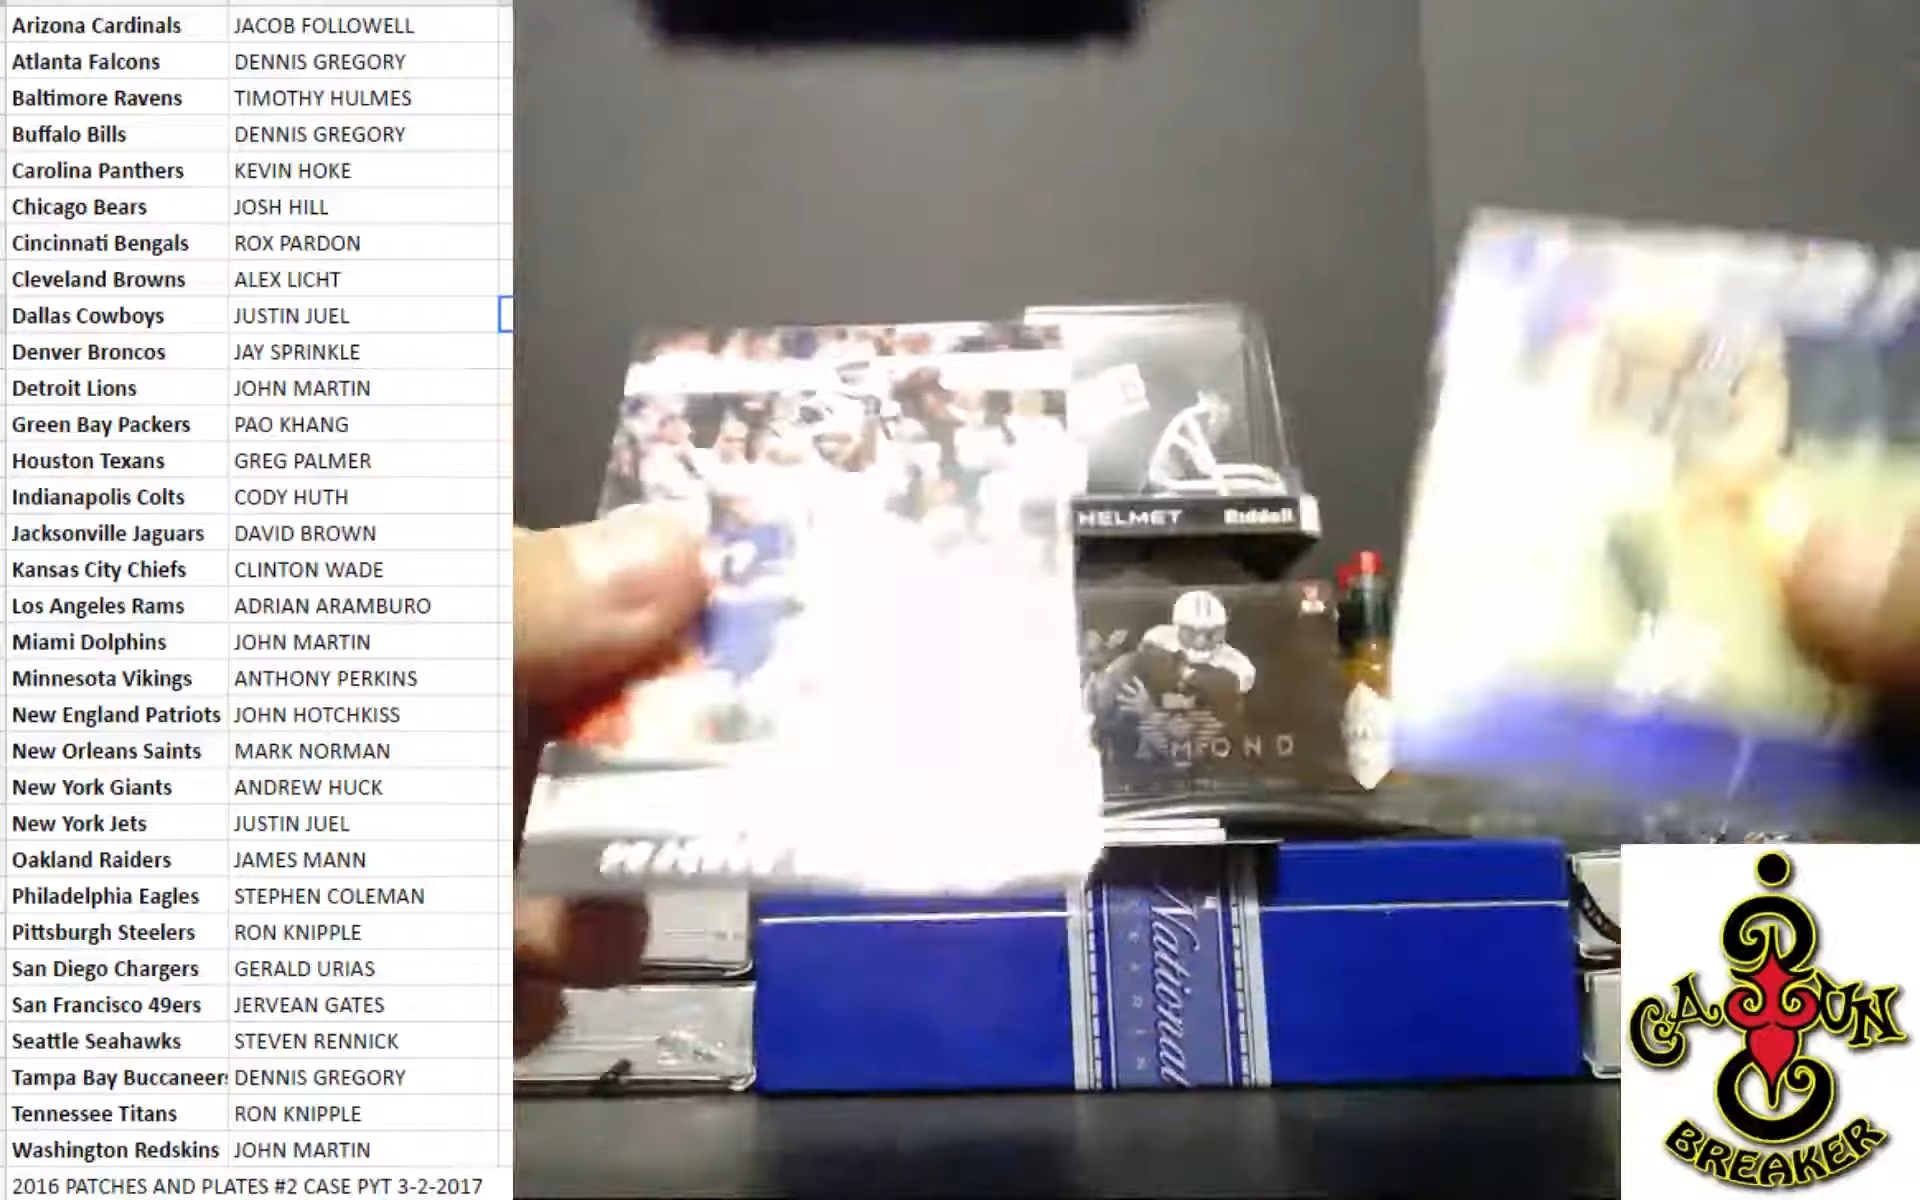 Arizona Cardinals JACOB FOLLOWELL
Atlanta Falcons DENNIS GREGORY
Baltimore Ravens TIMOTHY HULMES
Buffalo Bills DENNIS GREGORY
Carolina Panthers KEVIN HOKE
Chicago Bears JOSH HILL
Cincinnati Bengals ROX PARDON
Cleveland Browns ALEX LICHT
Dallas Cowboys JUSTIN JUEL
Denver Broncos JAY SPRINKLE
Detroit Lions JOHN MARTIN
Green Bay Packers PAO KHANG
Houston Texans GREG PALMER
Indianapolis Colts CODY HUTH
Jacksonville Jaguars DAVID BROWN
Kansas City Chiefs CLINTON WADE
Los Angeles Rams ADRIAN ARAMBURO
Miami Dolphins JOHN MARTIN
Minnesota Vikings ANTHONY PERKINS
New England Patriots JOHN HOTCHKISS
New Orleans Saints MARK NORMAN
New York Giants ANDREW HUCK
New York Jets JUSTIN JUEL
Oakland Raiders JAMES MANN
Philadelphia Eagles STEPHEN COLEMAN
Pittsburgh Steelers RON KNIPPLE
San Diego Chargers GERALD URIAS
San Francisco 49ers JERVEAN GATES
Seattle Seahawks STEVEN RENNICK
Tampa Bay Buccaneers DENNIS GREGORY
Tennessee Titans RON KNIPPLE
Washington Redskins JOHN MARTIN
2016 PATCHES AND PLATES #2 CASE PYT 3-2-2017
HELMET Riddell
AMOND
National
CAJUN
BREAKER